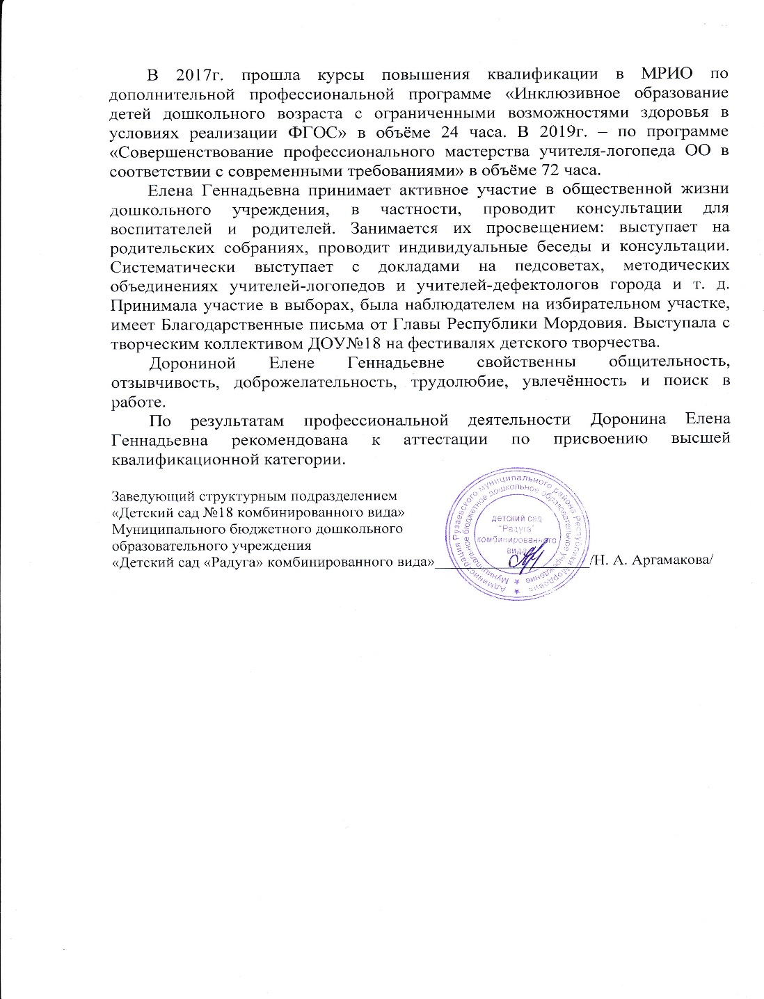 В 2017г. прошла курсы повышения квалификации в МРИО по
дополнительной профессиональной программе «Инклюзивное образование
детей дошкольного возраста с ограниченными возможностями здоровья в
условиях реализации ФГОС» в объёме 24 часа. В 2019г. – по программе
«Совершенствование профессионального мастерства учителя-логопеда ОО в
соответствии с современными требованиями» в объёме 72 часа.
Елена Геннадьевна принимает активное участие в общественной жизни
дошкольного учреждения, в частности, проводит консультации для
воспитателей и родителей. Занимается их просвещением: выступает на
родительских собраниях, проводит индивидуальные беседы и консультации.
Систематически выступает с докладами на педсоветах, методических
объединениях учителей-логопедов и учителей-дефектологов города и т. д.
Принимала участие в выборах, была наблюдателем на избирательном участке,
имеет Благодарственные письма от Главы Республики Мордовия. Выступала с
творческим коллективом ДОУ№18 на фестивалях детского творчества.
Дорониной Елене Геннадьевне свойственны общительность,
отзывчивость, доброжелательность, трудолюбие, увлечённость и поиск в
работе.
По результатам профессиональной деятельности Доронина Елена
Геннадьевна рекомендована к аттестации по присвоению высшей
квалификационной категории.
Заведующий структурным подразделением
«Детский сад №18 комбинированного вида»
Муниципального бюджетного дошкольного
образовательного учреждения
«Детский сад «Радуга» комбинированного вида»____________________/Н. А. Аргамакова/
Администрация Рузаевского муниципального района Республики Мордовия
Муниципальное бюджетное дошкольное образовательное учреждение
детский сад
"Радуга"
комбинированного
вида